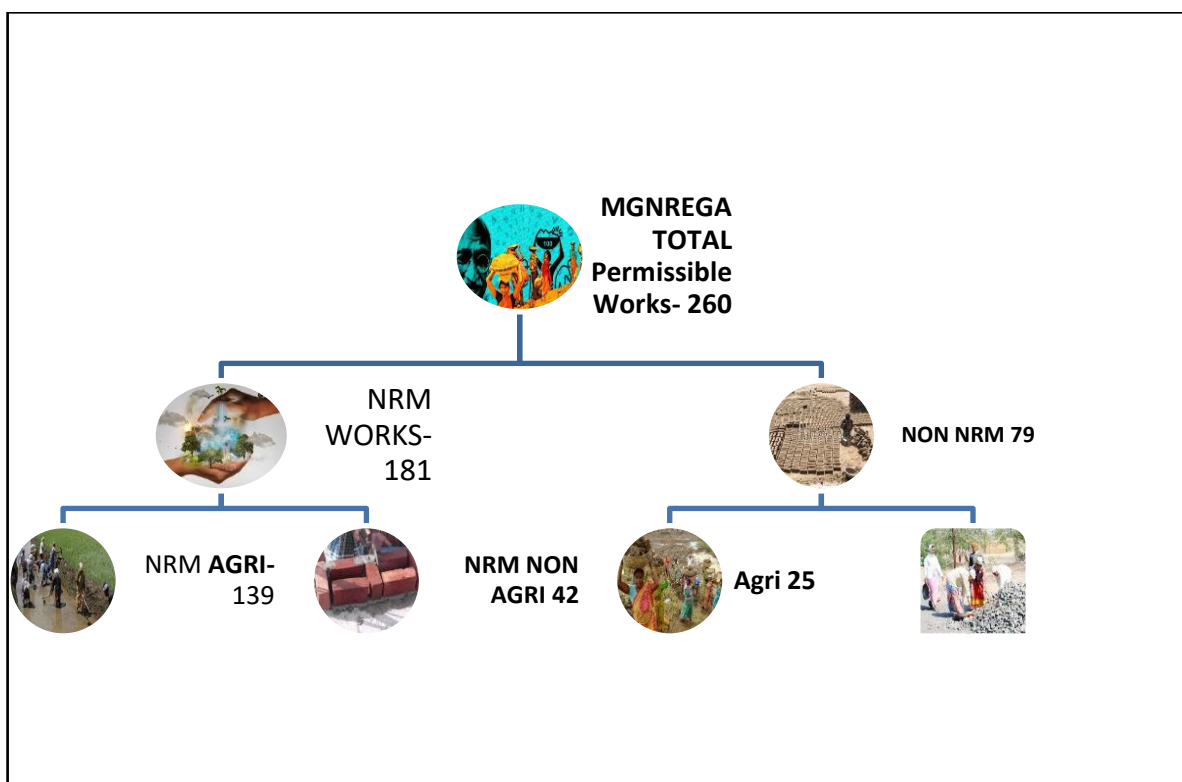 MGNREGA
TOTAL
Permissible
Works- 260
NRM
WORKS-
181
NON NRM 79
NRM AGRI-
139
NRM NON
AGRI 42
Agri 25
100